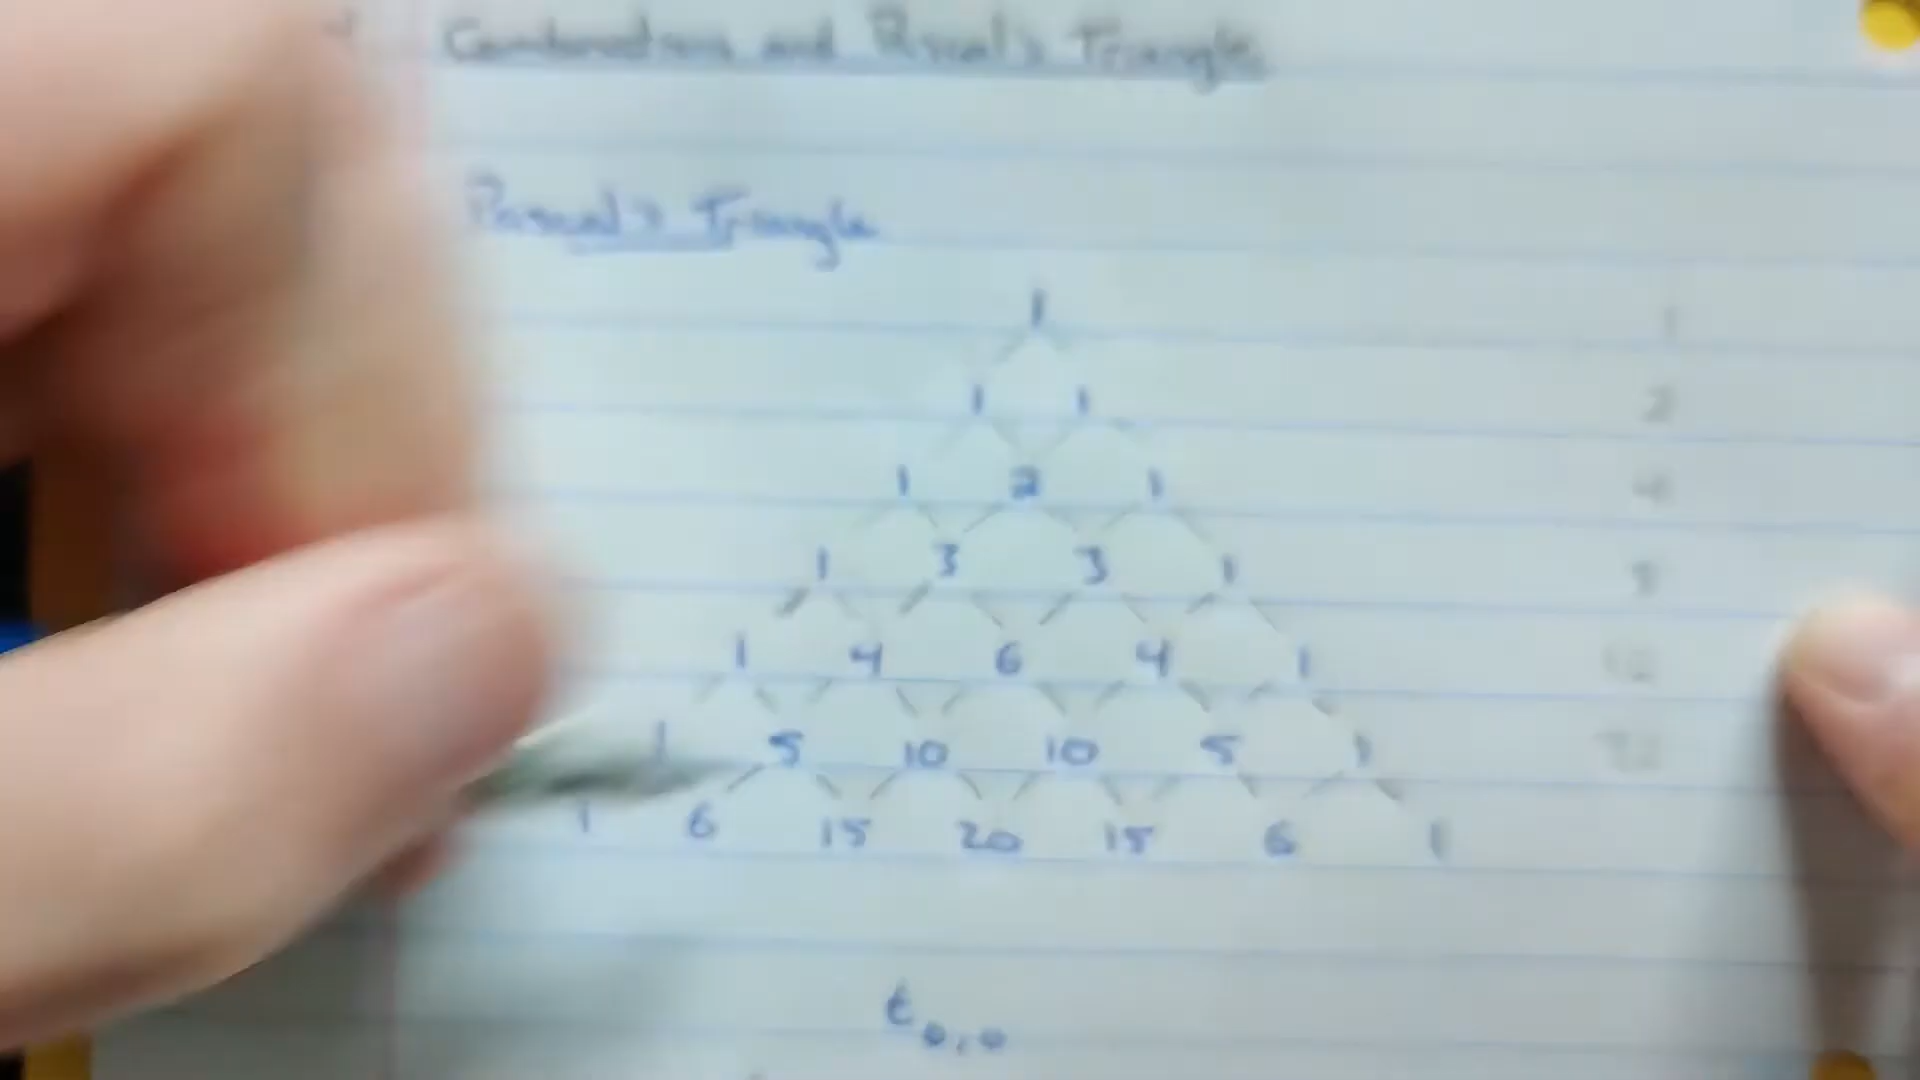 Combinations and Pascal's Triangle
Pascal's Triangle
1 1
1 1 2
1 2 1 4
1 3 3 1 8
1 4 6 4 1
1 5 10 10 5 1 32
1 6 15 20 15 6 1
t0,0